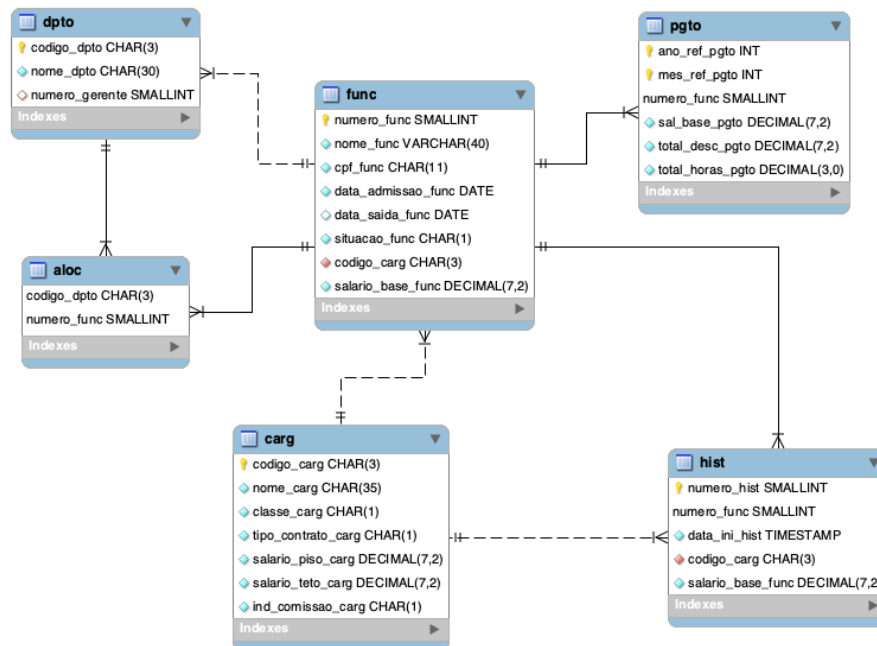 dpto
codigo_dpto CHAR(3)
nome_dpto CHAR(30)
numero_gerente SMALLINT
Indexes
pgto
ano_ref_pgto INT
mes_ref_pgto INT
numero_func SMALLINT
sal_base_pgto DECIMAL(7,2)
total_desc_pgto DECIMAL(7,2)
total_horas_pgto DECIMAL(3,0)
Indexes
func
numero_func SMALLINT
nome_func VARCHAR(40)
cpf_func CHAR(11)
data_admissao_func DATE
data_saida_func DATE
situacao_func CHAR(1)
codigo_carg CHAR(3)
salario_base_func DECIMAL(7,2)
Indexes
aloc
codigo_dpto CHAR(3)
numero_func SMALLINT
Indexes
carg
codigo_carg CHAR(3)
nome_carg CHAR(35)
classe_carg CHAR(1)
tipo_contrato_carg CHAR(1)
salario_piso_carg DECIMAL(7,2)
salario_teto_carg DECIMAL(7,2)
ind_comissao_carg CHAR(1)
Indexes
hist
numero_hist SMALLINT
numero_func SMALLINT
data_ini_hist TIMESTAMP
codigo_carg CHAR(3)
salario_base_func DECIMAL(7,2
Indexes